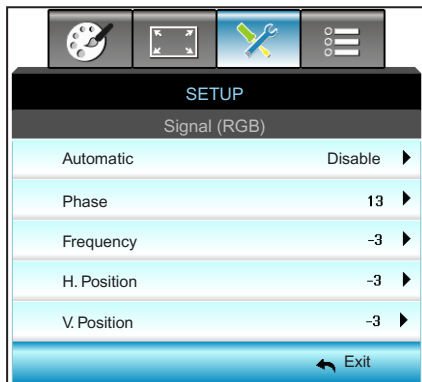 SETUP
Signal (RGB)
Automatic Disable
Phase 13
Frequency -3
H. Position -3
V. Position -3
Exit